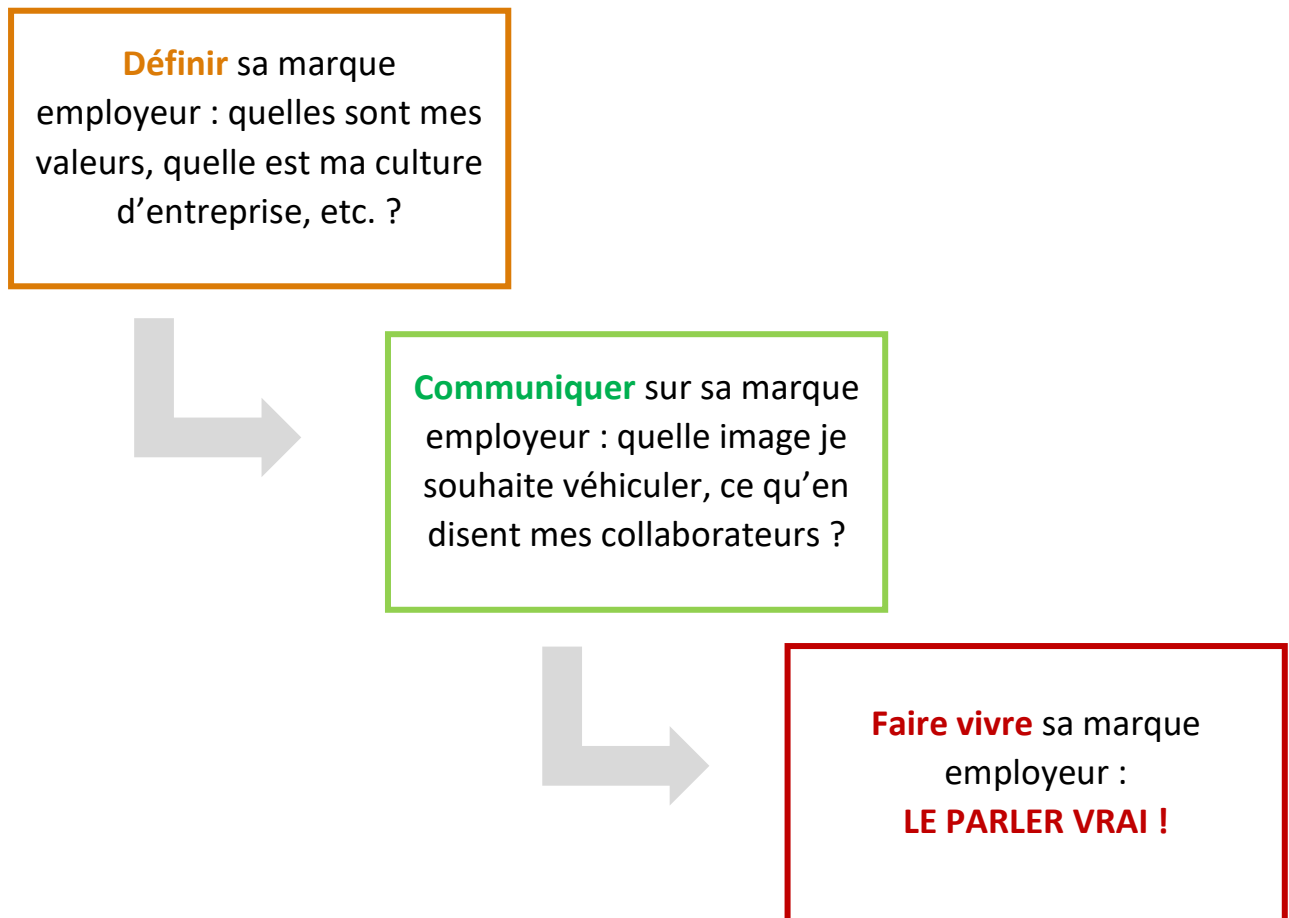 Définir sa marque
employeur : quelles sont mes
valeurs, quelle est ma culture
d’entreprise, etc. ?
Communiquer sur sa marque
employeur : quelle image je
souhaite véhiculer, ce qu’en
disent mes collaborateurs ?
Faire vivre sa marque
employeur :
LE PARLER VRAI !